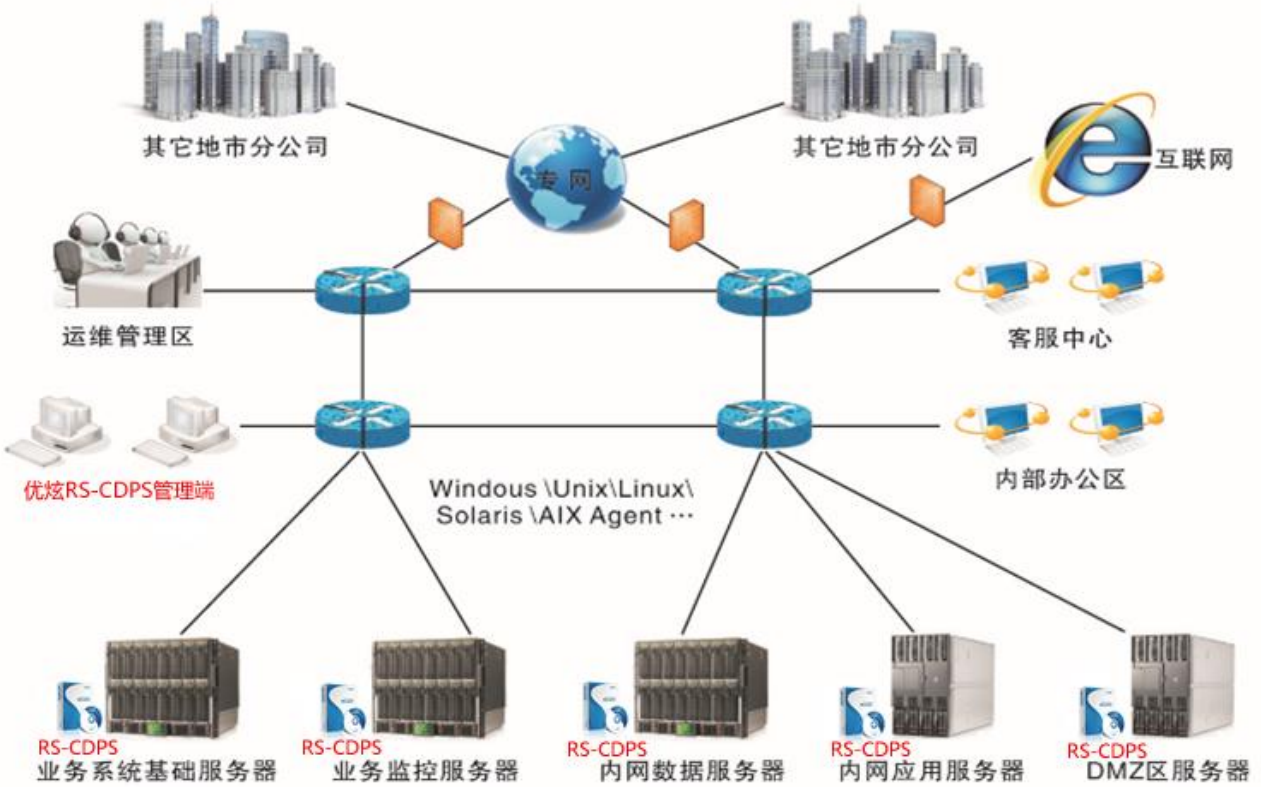 其它地市分公司
其它地市分公司
专网
互联网
运维管理区
客服中心
优炫RS-CDPS管理端
内部办公区
Windous \Unix\Linux\
Solaris \AIX Agent ···
RS-CDPS
业务系统基础服务器
RS-CDPS
业务监控服务器
RS-CDPS
内网数据服务器
RS-CDPS
内网应用服务器
RS-CDPS
DMZ区服务器